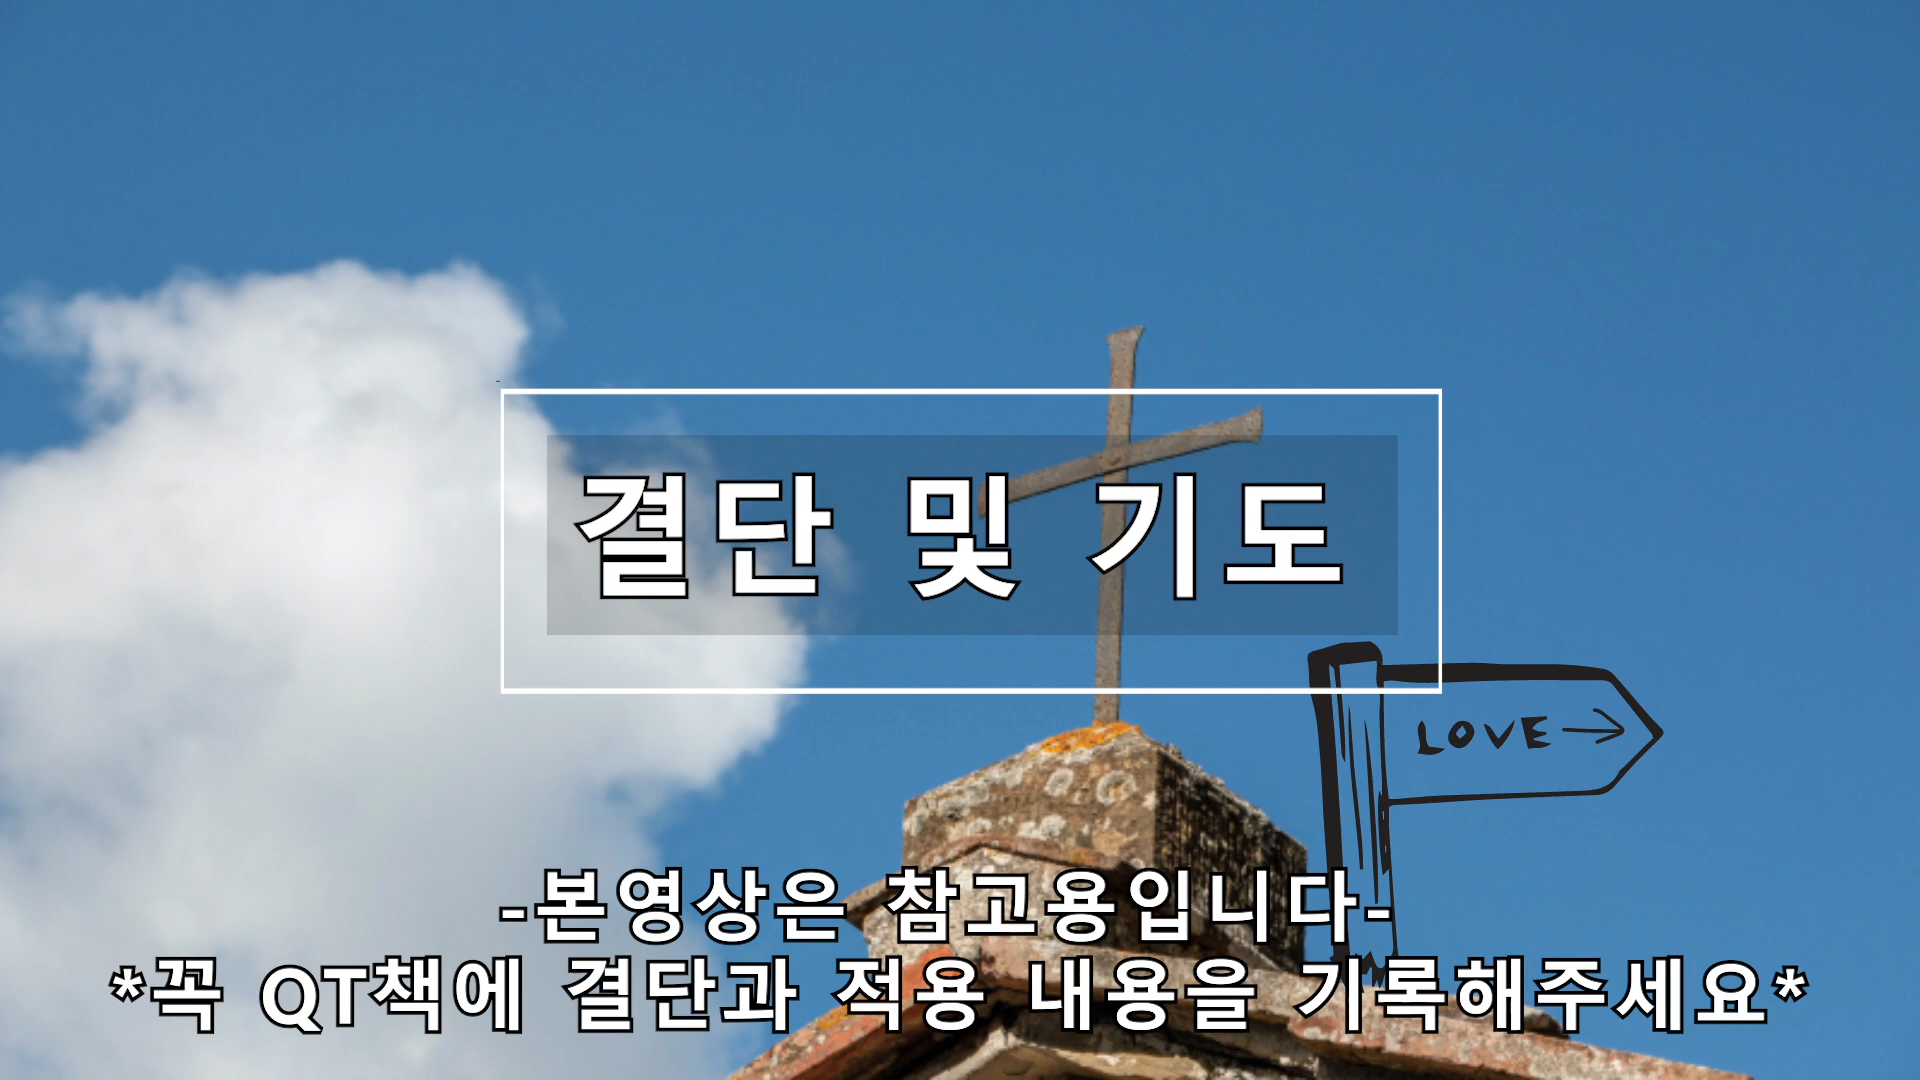 결단 및 기도
LOVE →
-본영상은 참고용입니다-
*꼭 QT책에 결단과 적용 내용을 기록해주세요*